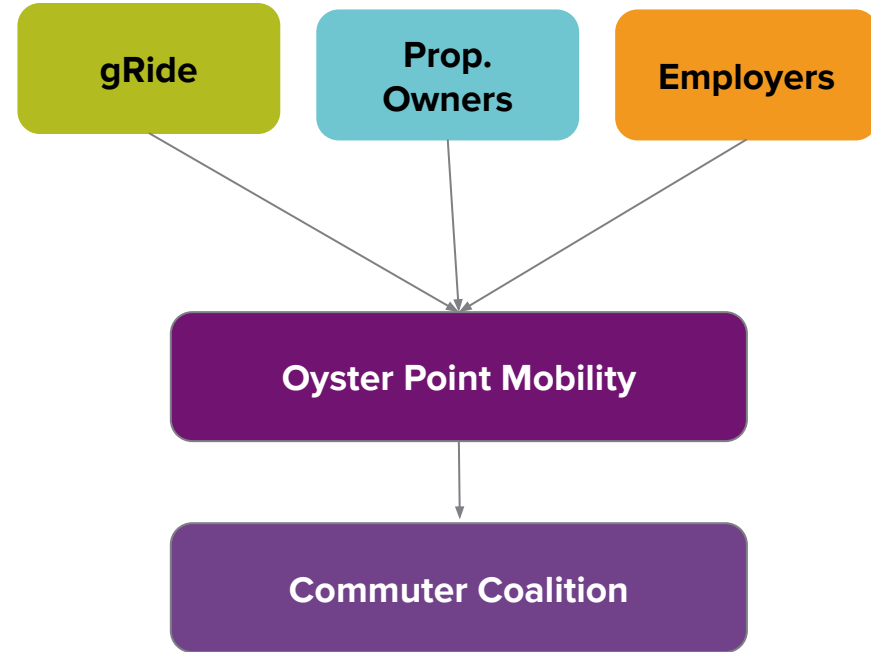 gRide
Prop.
Owners
Employers
Oyster Point Mobility
Commuter Coalition